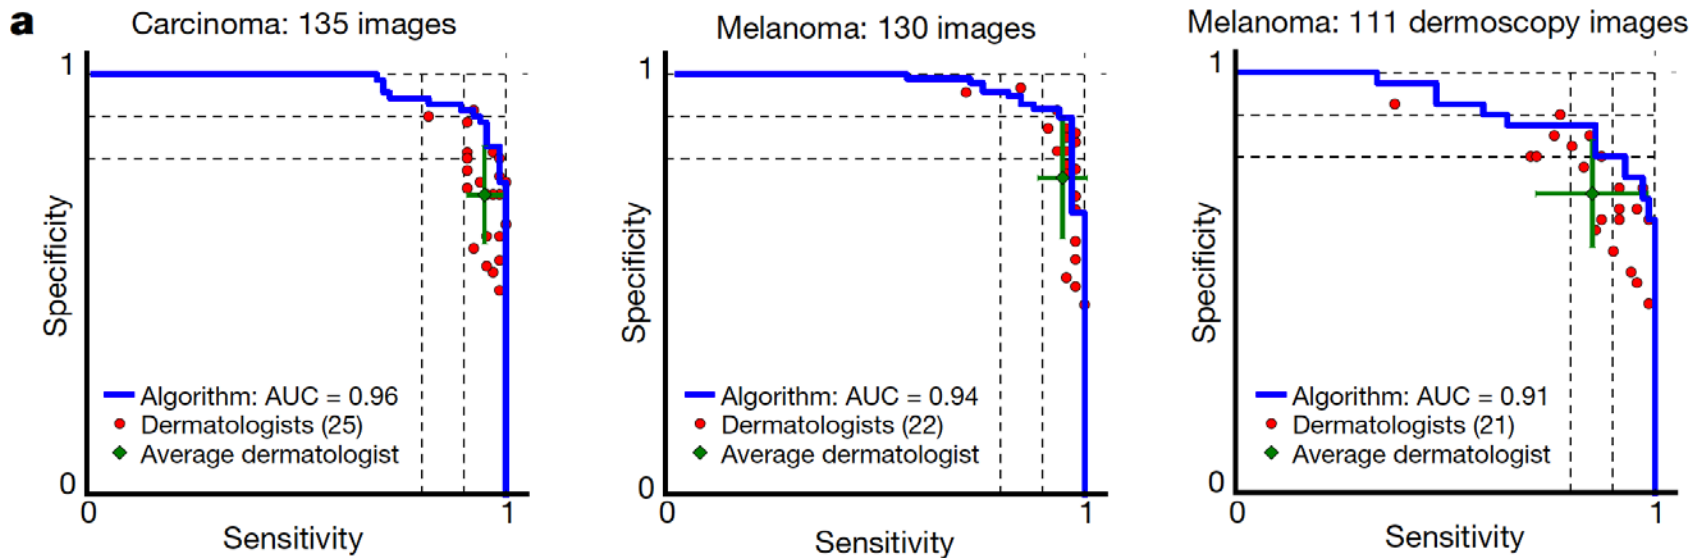 a
Carcinoma: 135 images
1
Specificity
Algorithm: AUC = 0.96
Dermatologists (25)
Average dermatologist
0
0
1
Sensitivity
Melanoma: 130 images
1
Specificity
Algorithm: AUC = 0.94
Dermatologists (22)
Average dermatologist
0
0
1
Sensitivity
Melanoma: 111 dermoscopy images
1
Specificity
Algorithm: AUC = 0.91
Dermatologists (21)
Average dermatologist
0
0
1
Sensitivity